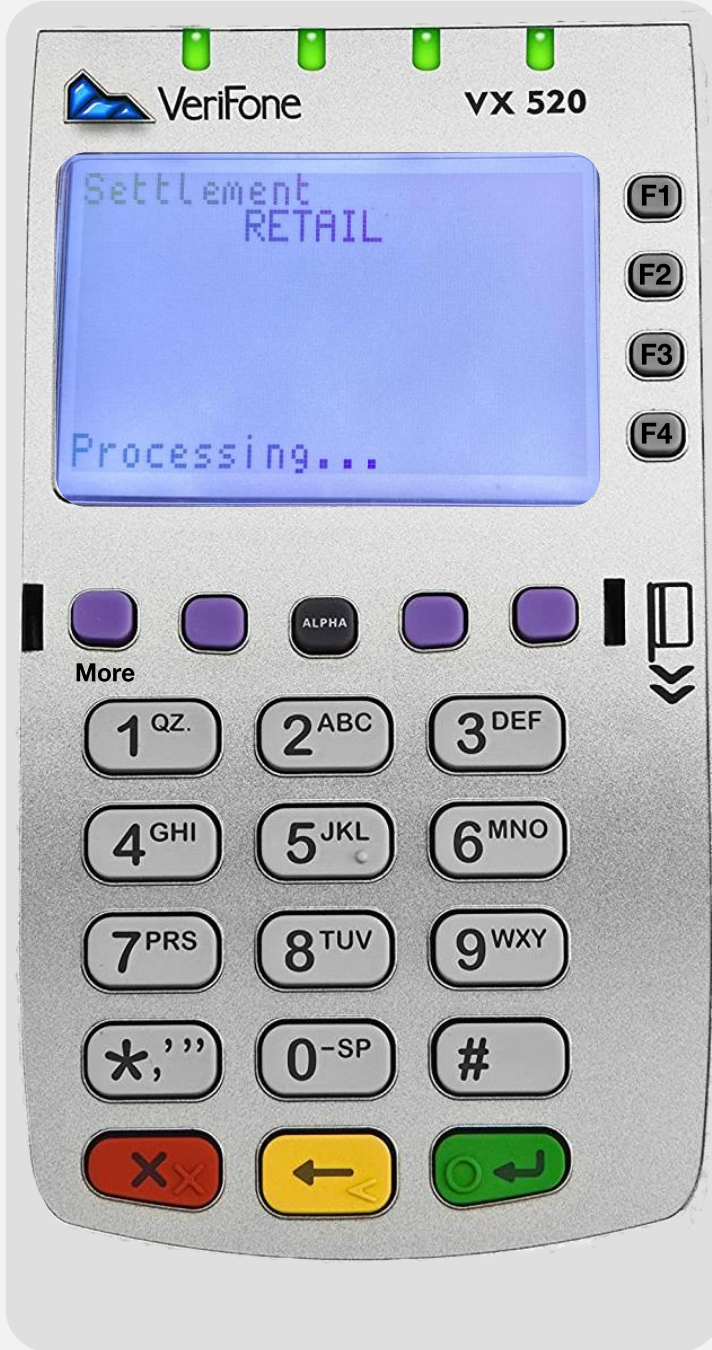 VeriFone
VX 520
Settlement
RETAIL
Processing...
F1
F2
F3
F4
ALPHA
More
1 QZ.
2 ABC
3 DEF
4 GHI
5 JKL
6 MNO
7 PRS
8 TUV
9 WXY
*,'"
0 -SP
#